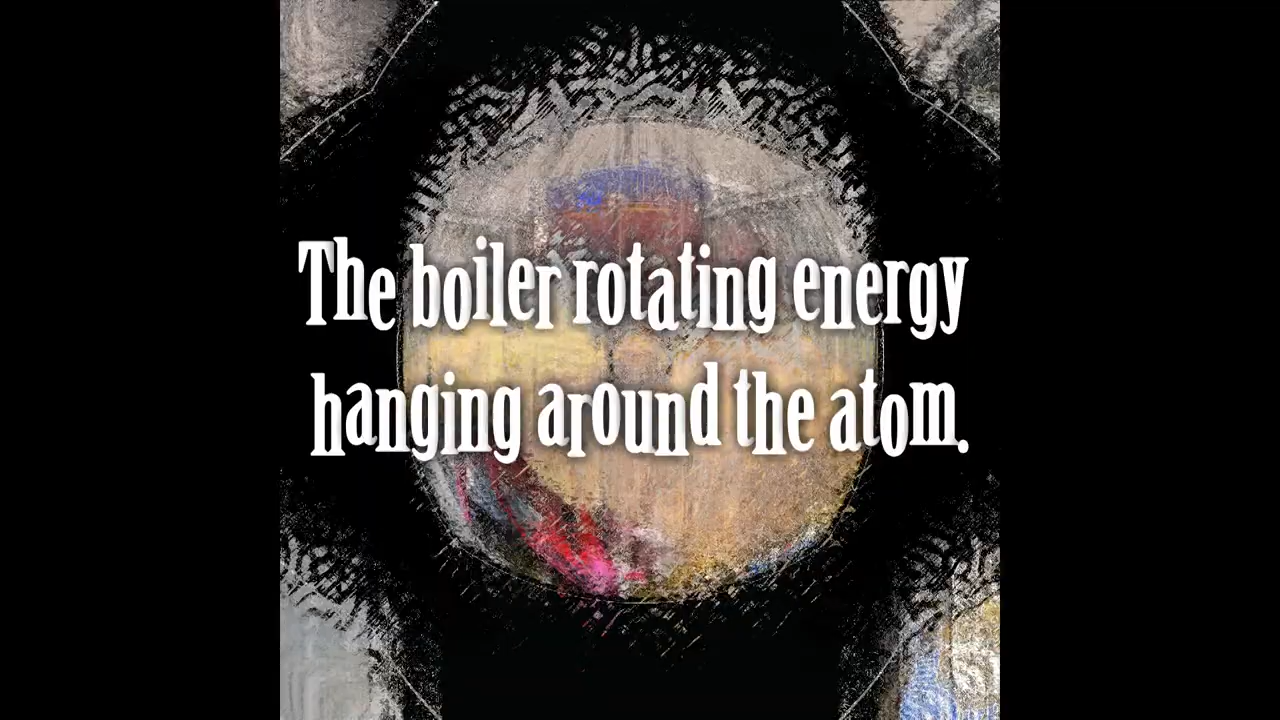 The boiler rotating energy
hanging around the atom.